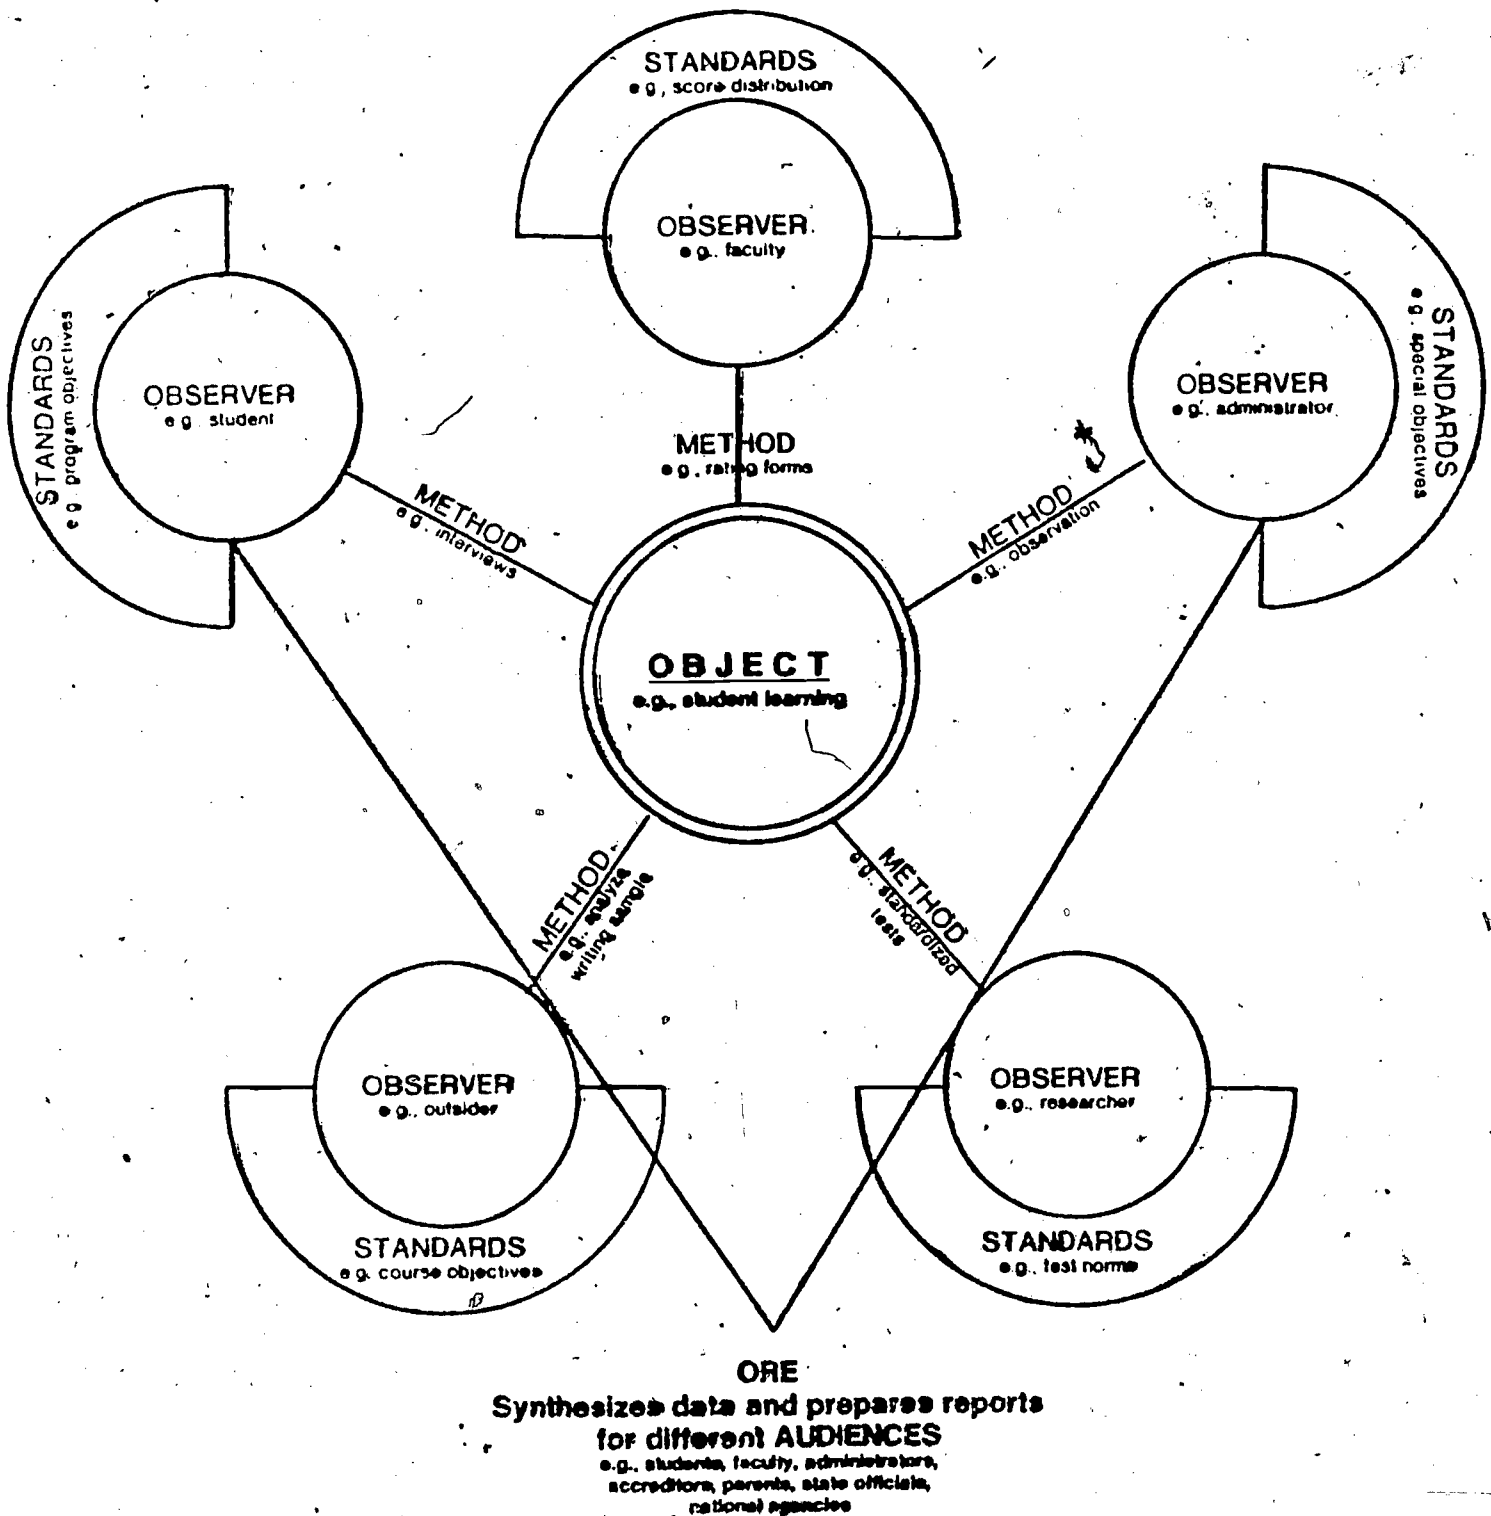 STANDARDS
e.g., score distribution
OBSERVER
e.g., faculty
METHOD
e.g., rating forms
STANDARDS
e.g. program objectives
OBSERVER
e.g. student
METHOD
e.g. interviews
OBSERVER
e.g., administrator
STANDARDS
e.g. special objectives
METHOD
e.g., observation
OBJECT
e.g., student learning
METHOD
e.g., analyze
writing sample
METHOD
e.g., standardized
tests
OBSERVER
e.g., outsider
STANDARDS
e.g. course objectives
OBSERVER
e.g., researcher
STANDARDS
e.g., test norms
ORE
Synthesizes data and prepares reports
for different AUDIENCES
e.g., students, faculty, administrators,
accreditors, parents, state officials,
national agencies